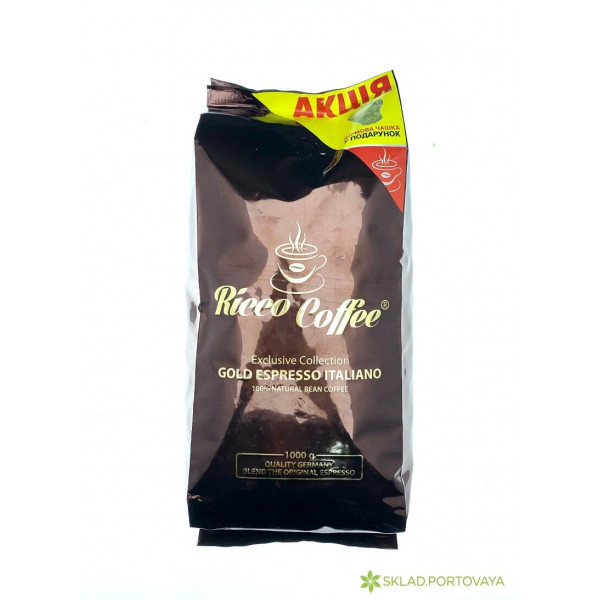 АКЦІЯ
ФІРМОВА ЧАШКА
У ПОДАРУНОК
Ricco Coffee®
Exclusive Collection
GOLD ESPRESSO ITALIANO
100% NATURAL BEAN COFFEE
1000 g
QUALITY GERMANY
BLEND THE ORIGINAL ESPRESSO
SKLAD.PORTOVAYA